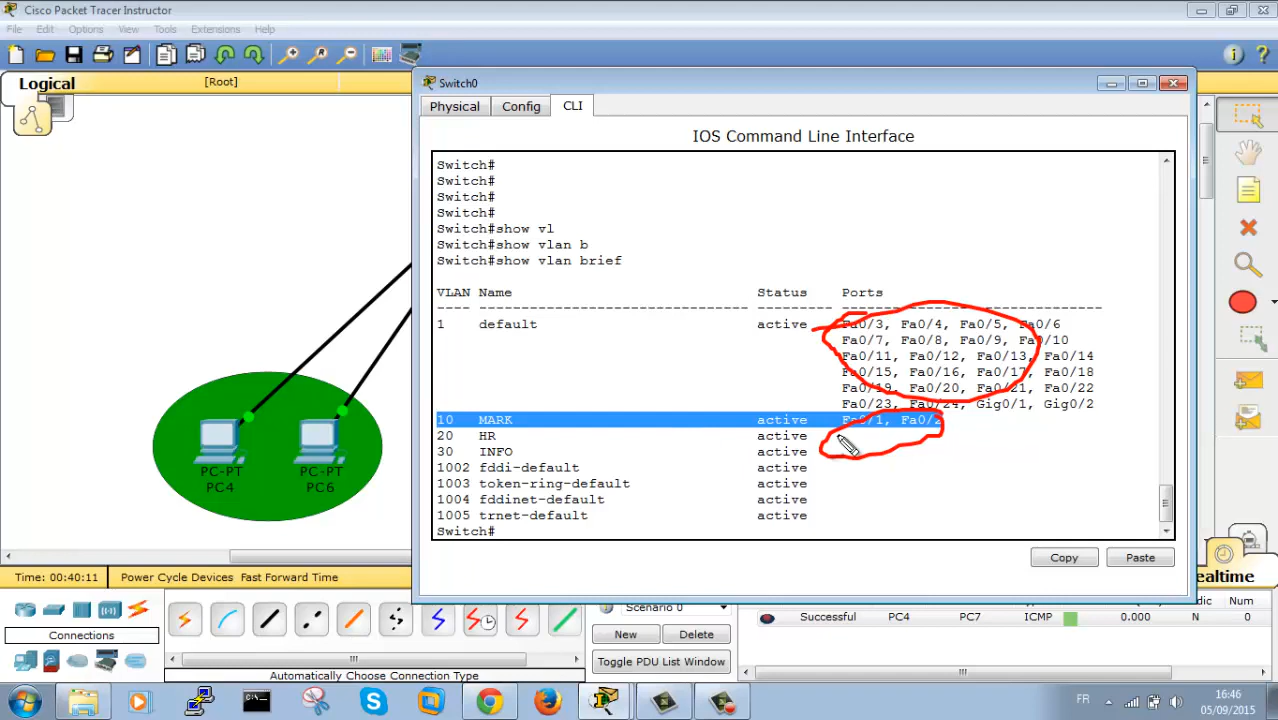 Cisco Packet Tracer Instructor
File Edit Options View Tools Extensions Help
Logical
[Root]
Switch0
Physical Config CLI
IOS Command Line Interface
Switch#
Switch#
Switch#
Switch#
Switch#show vl
Switch#show vlan b
Switch#show vlan brief
VLAN Name Status Ports
---- -------------------------------- --------- -------------------------------
1 default active Fa0/3, Fa0/4, Fa0/5, Fa0/6
Fa0/7, Fa0/8, Fa0/9, Fa0/10
Fa0/11, Fa0/12, Fa0/13, Fa0/14
Fa0/15, Fa0/16, Fa0/17, Fa0/18
Fa0/19, Fa0/20, Fa0/21, Fa0/22
Fa0/23, Fa0/24, Gig0/1, Gig0/2
10 MARK active Fa0/1, Fa0/2
20 HR active
30 INFO active
1002 fddi-default active
1003 token-ring-default active
1004 fddinet-default active
1005 trnet-default active
Switch#
Copy Paste
PC-PT
PC4
PC-PT
PC6
Time: 00:40:11 Power Cycle Devices Fast Forward Time
ealtime
Connections
Automatically Choose Connection Type
Scenario 0
New Delete
Toggle PDU List Window
dic Num
Successful PC4 PC7 ICMP 0.000 N 0
FR
16:46
05/09/2015